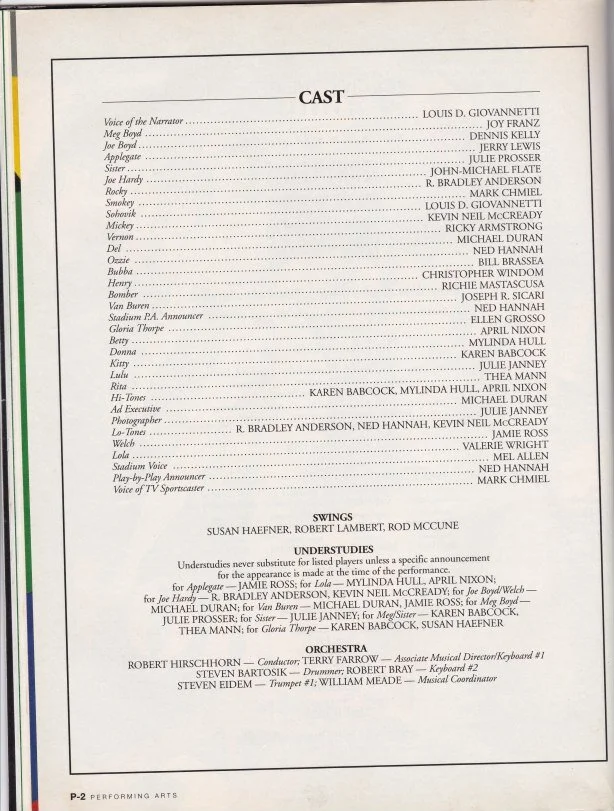 CAST
Voice of the Narrator ........ LOUIS D. GIOVANNETTI
Meg Boyd ........ JOY FRANZ
Joe Boyd ........ DENNIS KELLY
Applegate ........ JERRY LEWIS
Sister ........ JULIE PROSSER
Joe Hardy ........ JOHN-MICHAEL FLATE
Rocky ........ R. BRADLEY ANDERSON
Smokey ........ MARK CHMIEL
Sohovik ........ LOUIS D. GIOVANNETTI
Mickey ........ KEVIN NEIL McCREADY
Vernon ........ RICKY ARMSTRONG
Del ........ MICHAEL DURAN
Ozzie ........ NED HANNAH
Bubba ........ BILL BRASSEA
Henry ........ CHRISTOPHER WINDOM
Bomber ........ RICHIE MASTASCUSA
Van Buren ........ JOSEPH R. SICARI
Stadium P.A. Announcer ........ NED HANNAH
Gloria Thorpe ........ ELLEN GROSSO
Betty ........ APRIL NIXON
Donna ........ MYLINDA HULL
Kitty ........ KAREN BABCOCK
Lulu ........ JULIE JANNEY
Rita ........ THEA MANN
Hi-Tones ........ KAREN BABCOCK, MYLINDA HULL, APRIL NIXON
Ad Executive ........ MICHAEL DURAN
Photographer ........ JULIE JANNEY
Lo-Tones ........ R. BRADLEY ANDERSON, NED HANNAH, KEVIN NEIL McCREADY
Welch ........ JAMIE ROSS
Lola ........ VALERIE WRIGHT
Stadium Voice ........ MEL ALLEN
Play-by-Play Announcer ........ NED HANNAH
Voice of TV Sportscaster ........ MARK CHMIEL
SWINGS
SUSAN HAEFNER, ROBERT LAMBERT, ROD MCCUNE
UNDERSTUDIES
Understudies never substitute for listed players unless a specific announcement
for the appearance is made at the time of the performance.
for Applegate — JAMIE ROSS; for Lola — MYLINDA HULL, APRIL NIXON;
for Joe Hardy — R. BRADLEY ANDERSON, KEVIN NEIL McCREADY; for Joe Boyd/Welch —
MICHAEL DURAN; for Van Buren — MICHAEL DURAN, JAMIE ROSS; for Meg Boyd —
JULIE PROSSER; for Sister — JULIE JANNEY; for Meg/Sister — KAREN BABCOCK,
THEA MANN; for Gloria Thorpe — KAREN BABCOCK, SUSAN HAEFNER
ORCHESTRA
ROBERT HIRSCHHORN — Conductor; TERRY FARROW — Associate Musical Director/Keyboard #1
STEVEN BARTOSIK — Drummer; ROBERT BRAY — Keyboard #2
STEVEN EIDEM — Trumpet #1; WILLIAM MEADE — Musical Coordinator
P-2 PERFORMING ARTS